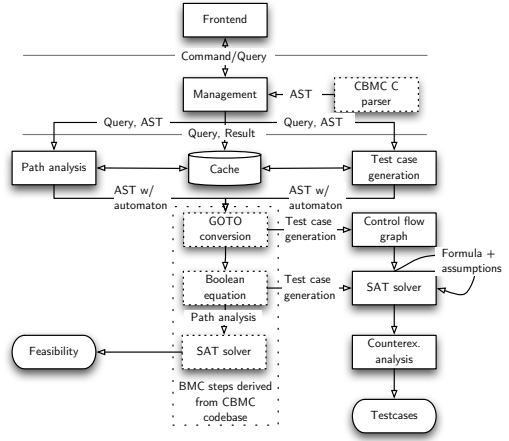 Frontend
Command/Query
Management
AST
CBMC C
parser
Query, AST
Query, AST
Query, Result
Path analysis
Cache
Test case
generation
AST w/
automaton
AST w/
automaton
GOTO
conversion
Test case
generation
Control flow
graph
Formula +
assumptions
Boolean
equation
Test case
generation
SAT solver
Path analysis
Feasibility
SAT solver
Counterex.
analysis
BMC steps derived
from CBMC
codebase
Testcases